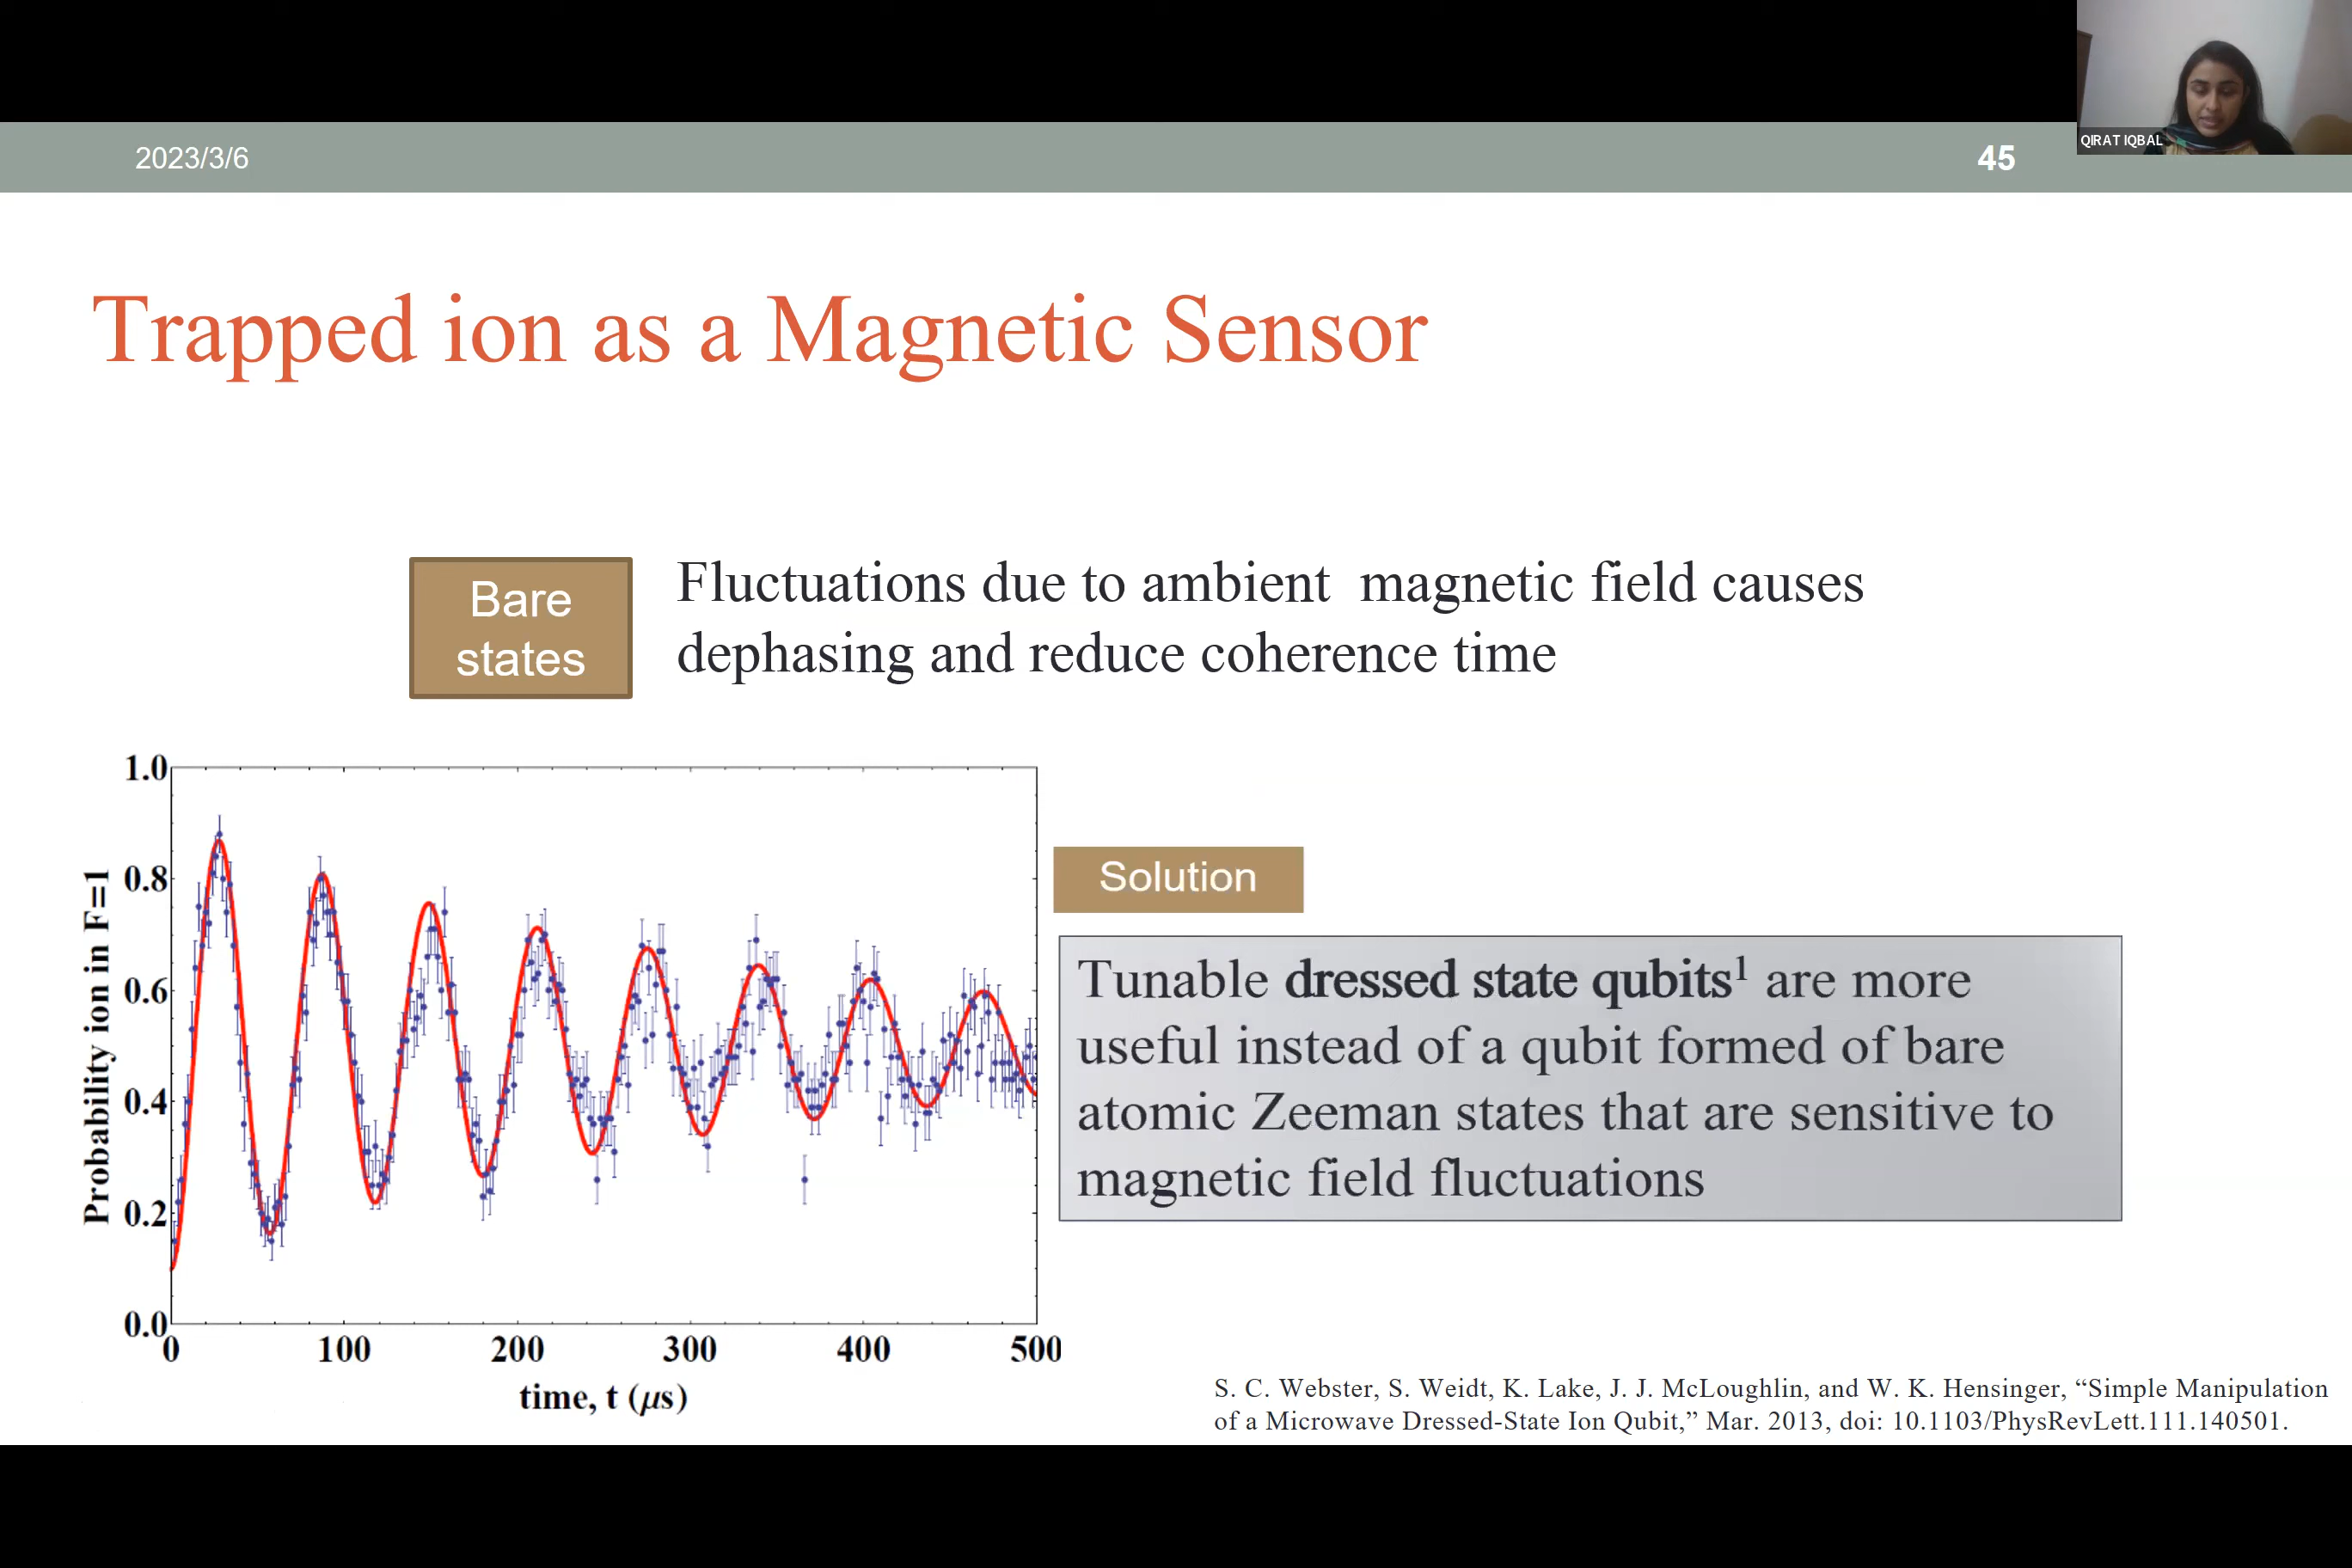 QIRAT IQBAL
2023/3/6
45
Trapped ion as a Magnetic Sensor
Bare
states
Fluctuations due to ambient magnetic field causes
dephasing and reduce coherence time
1.0
0.8
0.6
0.4
0.2
0.0
Probability ion in F=1
0 100 200 300 400 500
time, t (μs)
Solution
Tunable dressed state qubits¹ are more
useful instead of a qubit formed of bare
atomic Zeeman states that are sensitive to
magnetic field fluctuations
S. C. Webster, S. Weidt, K. Lake, J. J. McLoughlin, and W. K. Hensinger, “Simple Manipulation
of a Microwave Dressed-State Ion Qubit,” Mar. 2013, doi: 10.1103/PhysRevLett.111.140501.